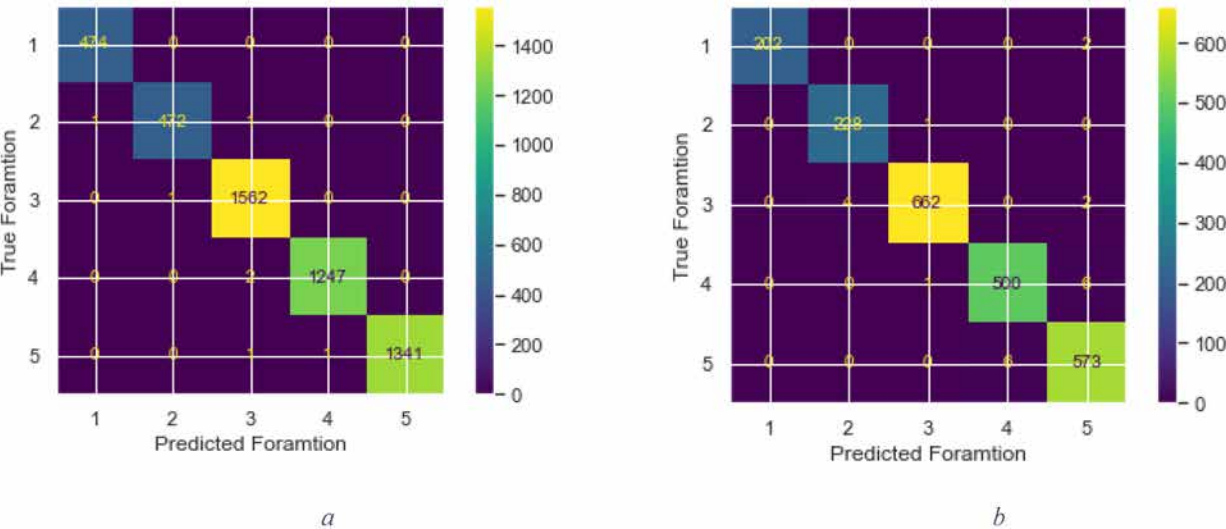 1 474 0 0 0 0
2 1 472 1 0 0
3 0 1 1562 0 0
4 0 0 2 1247 0
5 0 0 1 1 1341
1 2 3 4 5
Predicted Foramtion
True Foramtion
1400
1200
1000
800
600
400
200
0
a
1 202 0 0 0 2
2 0 228 1 0 0
3 0 4 662 0 2
4 0 0 1 500 6
5 0 0 0 6 573
1 2 3 4 5
Predicted Foramtion
True Foramtion
600
500
400
300
200
100
0
b